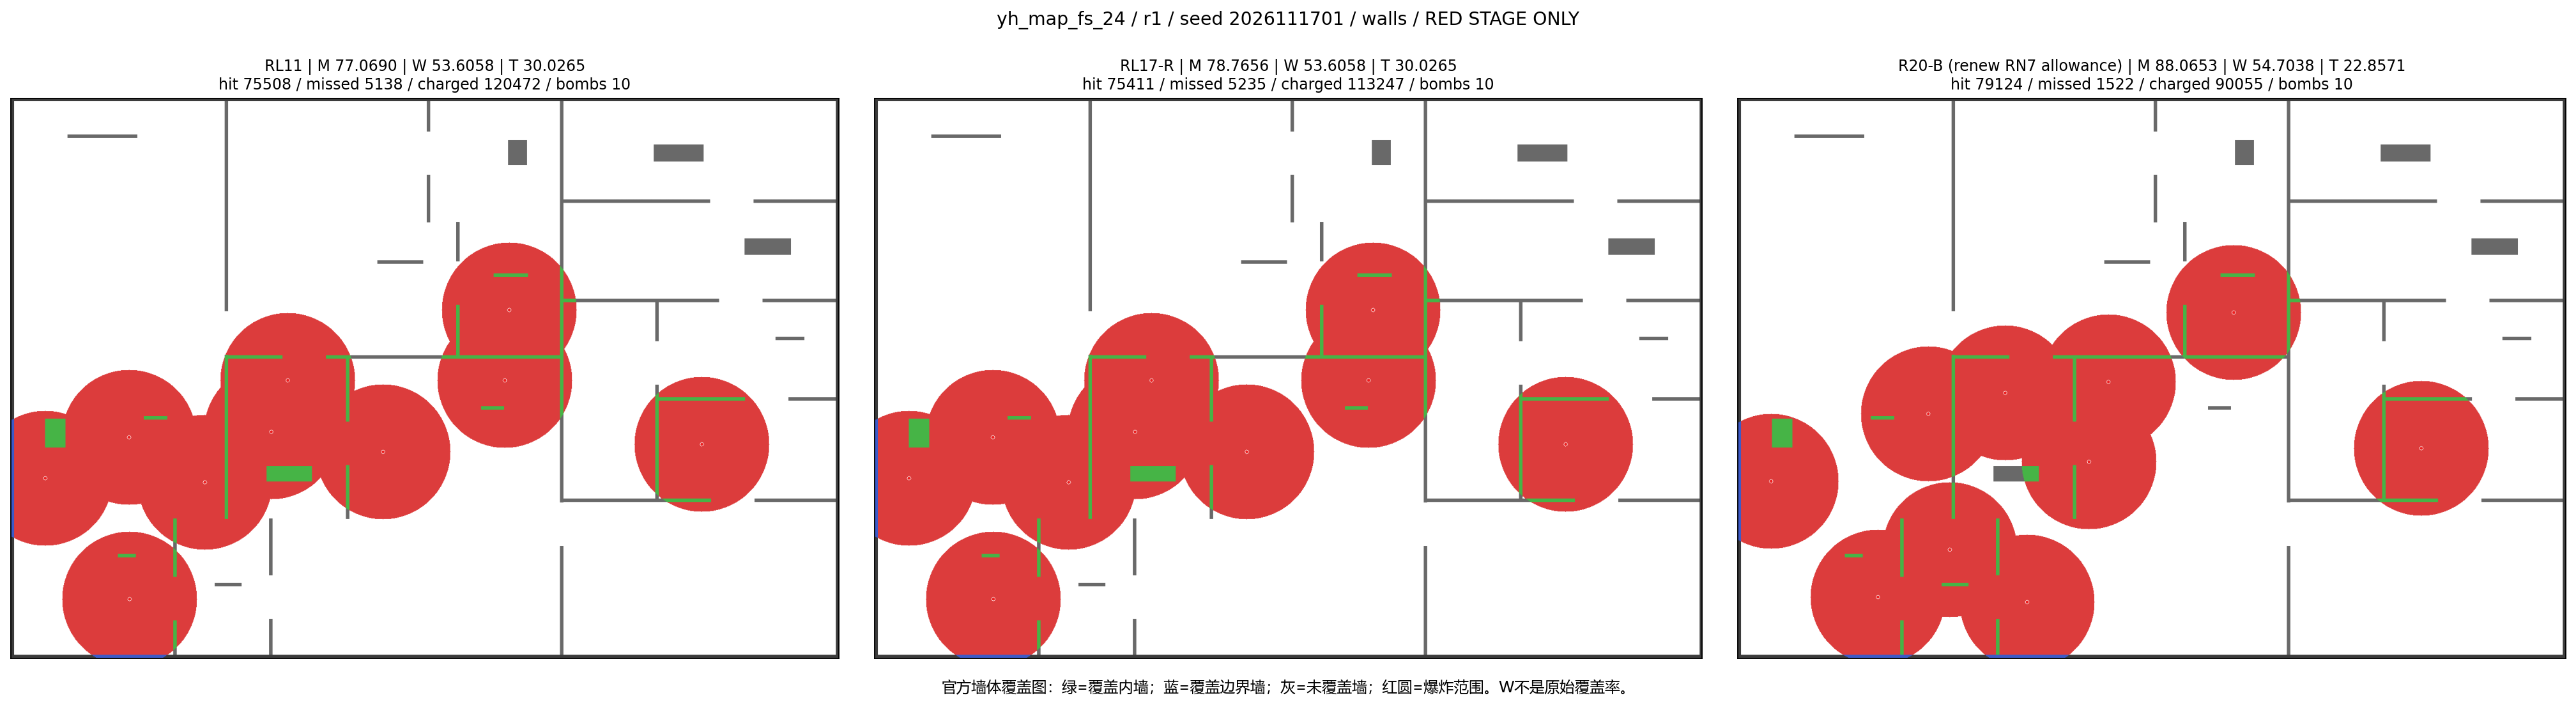 yh_map_fs_24 / r1 / seed 2026111701 / walls / RED STAGE ONLY
RL11 | M 77.0690 | W 53.6058 | T 30.0265
hit 75508 / missed 5138 / charged 120472 / bombs 10
RL17-R | M 78.7656 | W 53.6058 | T 30.0265
hit 75411 / missed 5235 / charged 113247 / bombs 10
R20-B (renew RN7 allowance) | M 88.0653 | W 54.7038 | T 22.8571
hit 79124 / missed 1522 / charged 90055 / bombs 10
官方墙体覆盖图：绿=覆盖内墙；蓝=覆盖边界墙；灰=未覆盖墙；红圆=爆炸范围。W不是原始覆盖率。